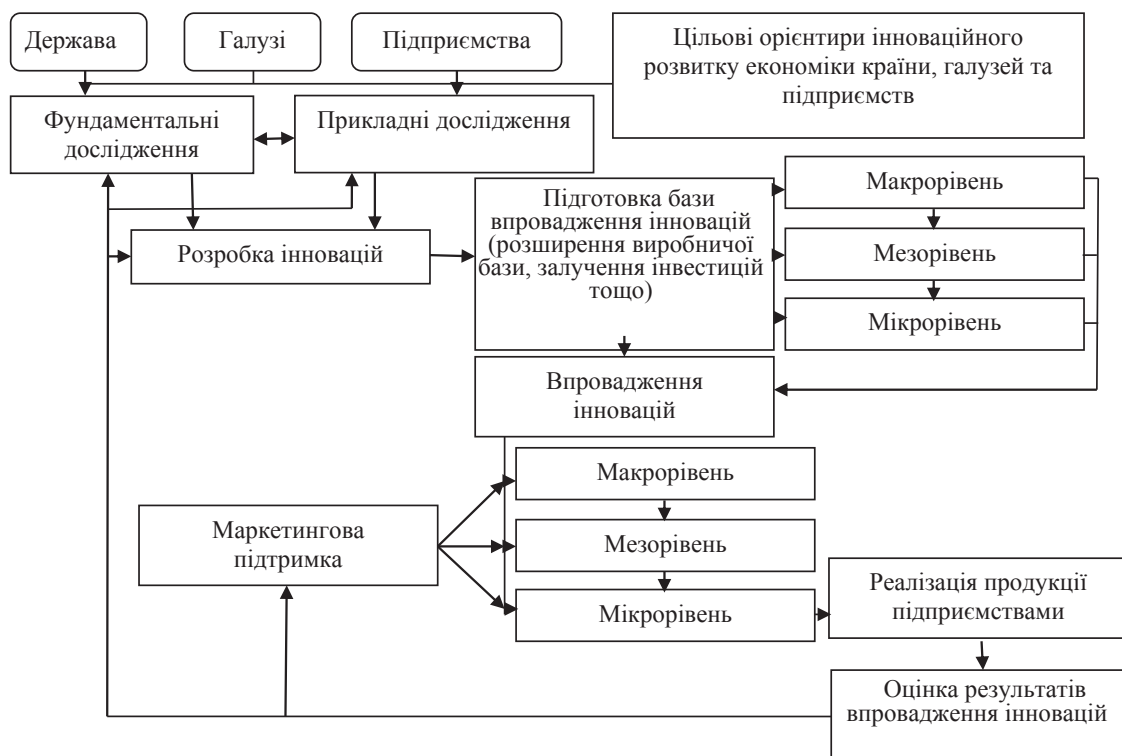 Держава
Галузі
Підприємства
Цільові орієнтири інноваційного
розвитку економіки країни, галузей та
підприємств
Фундаментальні
дослідження
Прикладні дослідження
Розробка інновацій
Підготовка бази
впровадження інновацій
(розширення виробничої
бази, залучення інвестицій
тощо)
Макрорівень
Мезорівень
Мікрорівень
Впровадження
інновацій
Макрорівень
Мезорівень
Мікрорівень
Маркетингова
підтримка
Реалізація продукції
підприємствами
Оцінка результатів
впровадження інновацій